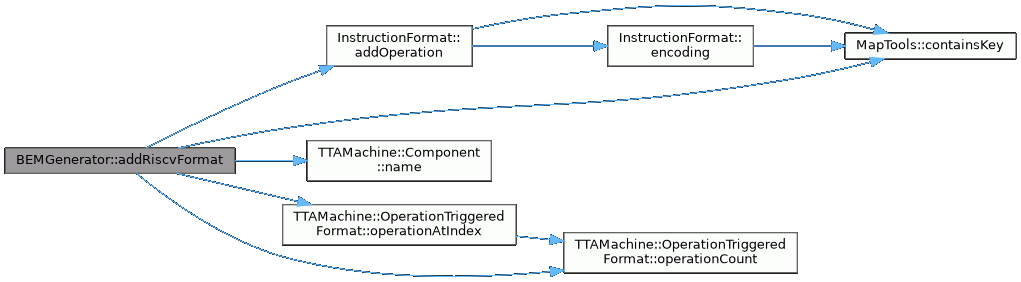 BEMGenerator::addRiscvFormat
InstructionFormat::
addOperation
InstructionFormat::
encoding
MapTools::containsKey
TTAMachine::Component
::name
TTAMachine::OperationTriggered
Format::operationAtIndex
TTAMachine::OperationTriggered
Format::operationCount